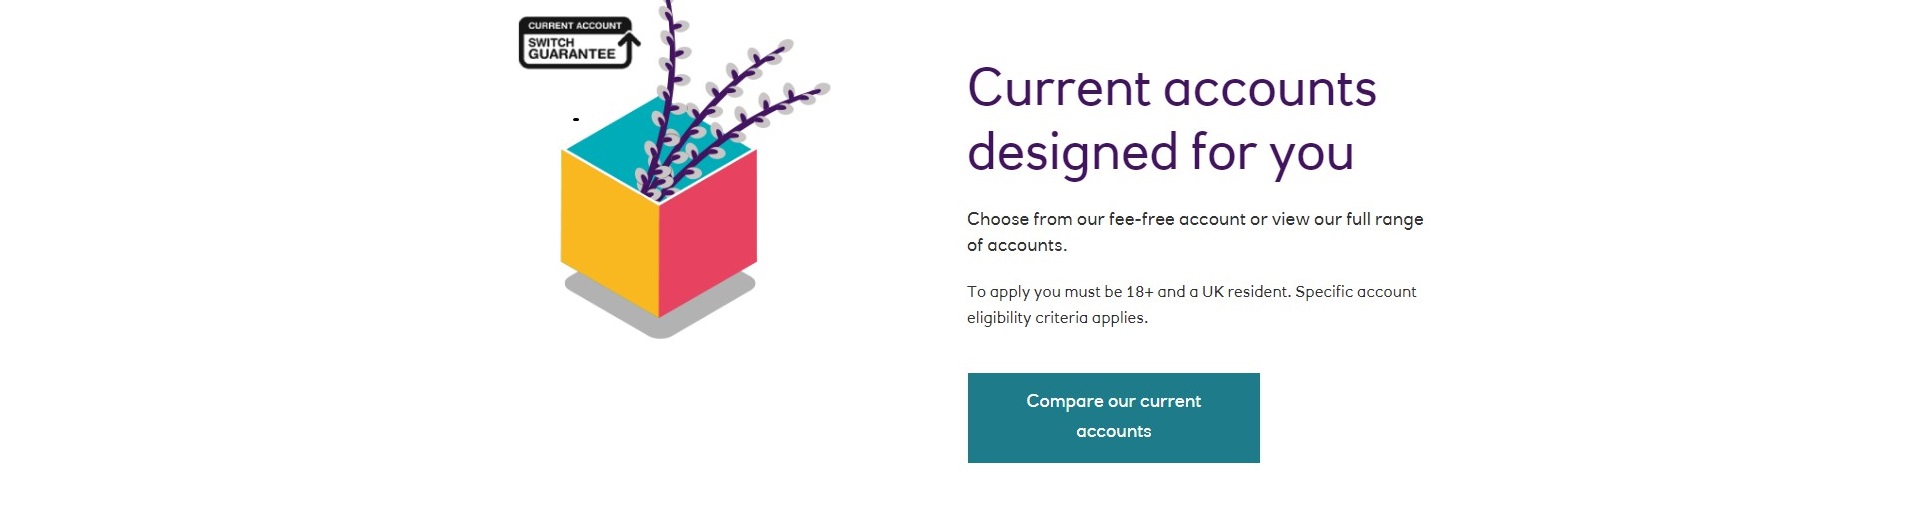 CURRENT ACCOUNT
SWITCH
GUARANTEE
Current accounts
designed for you
Choose from our fee-free account or view our full range
of accounts.
To apply you must be 18+ and a UK resident. Specific account
eligibility criteria applies.
Compare our current
accounts